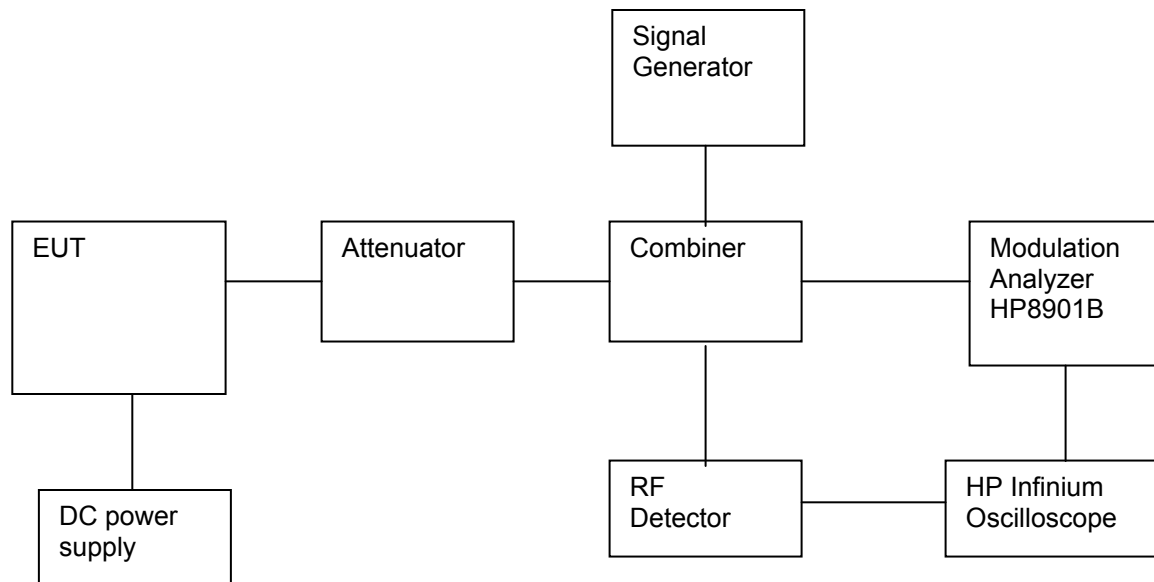 Signal
Generator
EUT
Attenuator
Combiner
Modulation
Analyzer
HP8901B
DC power
supply
RF
Detector
HP Infinium
Oscilloscope